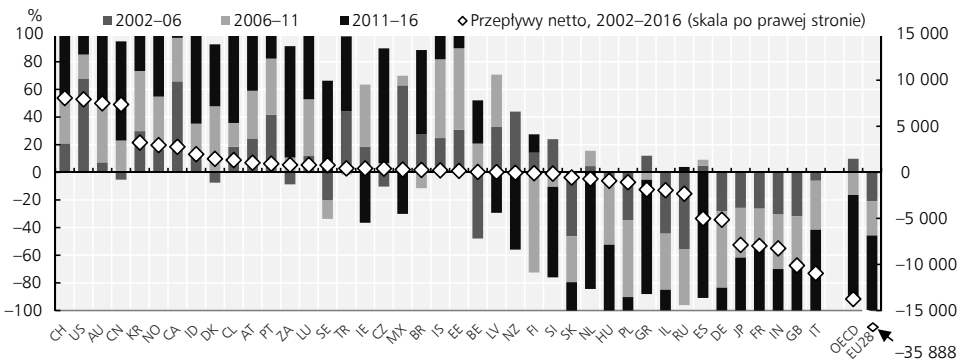 % 2002–06 2006–11 2011–16 Przepływy netto, 2002–2016 (skala po prawej stronie)
100 15 000
80
60 10 000
40 5 000
20
0 0
−20
−40 −5 000
−60
−80 −10 000
−100 −15 000
CH US AU CN KR NO CA ID DK CL AT PT ZA LU SE TR IE CZ MX BR IS EE BE LV NZ FI SI SK NL HU PL GR IL RU ES DE JP FR IN GB IT OECD EU28
−35 888